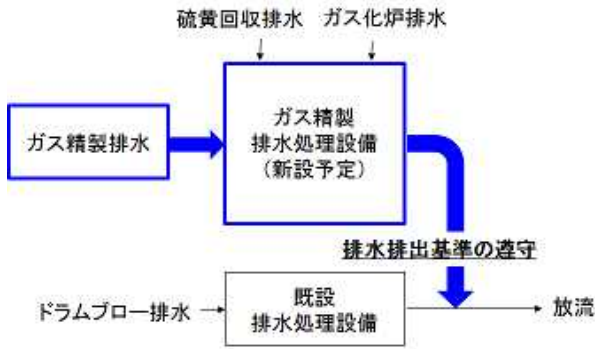 硫黄回収排水
ガス化炉排水
ガス精製排水
ガス精製
排水処理設備
(新設予定)
排水排出基準の遵守
ドラムブロー排水
既設
排水処理設備
放流